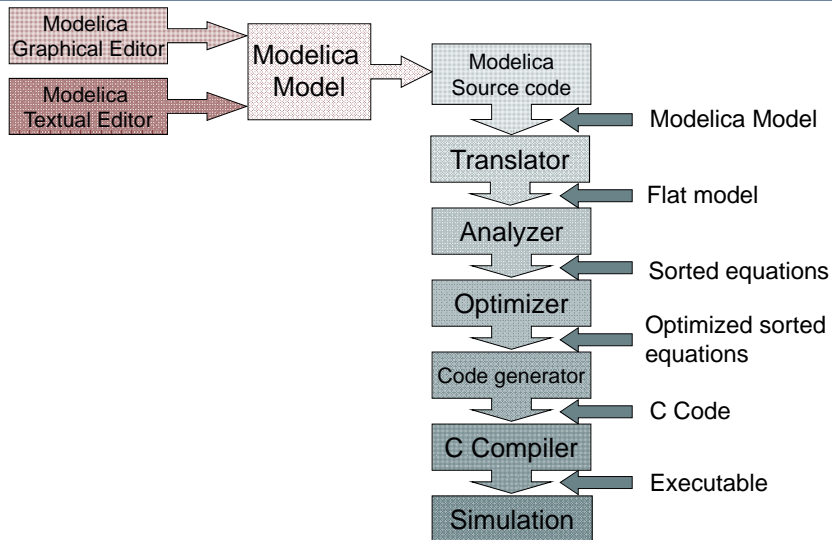 Modelica
Graphical Editor
Modelica
Textual Editor
Modelica
Model
Modelica
Source code
Modelica Model
Translator
Flat model
Analyzer
Sorted equations
Optimizer
Optimized sorted
equations
Code generator
C Code
C Compiler
Executable
Simulation